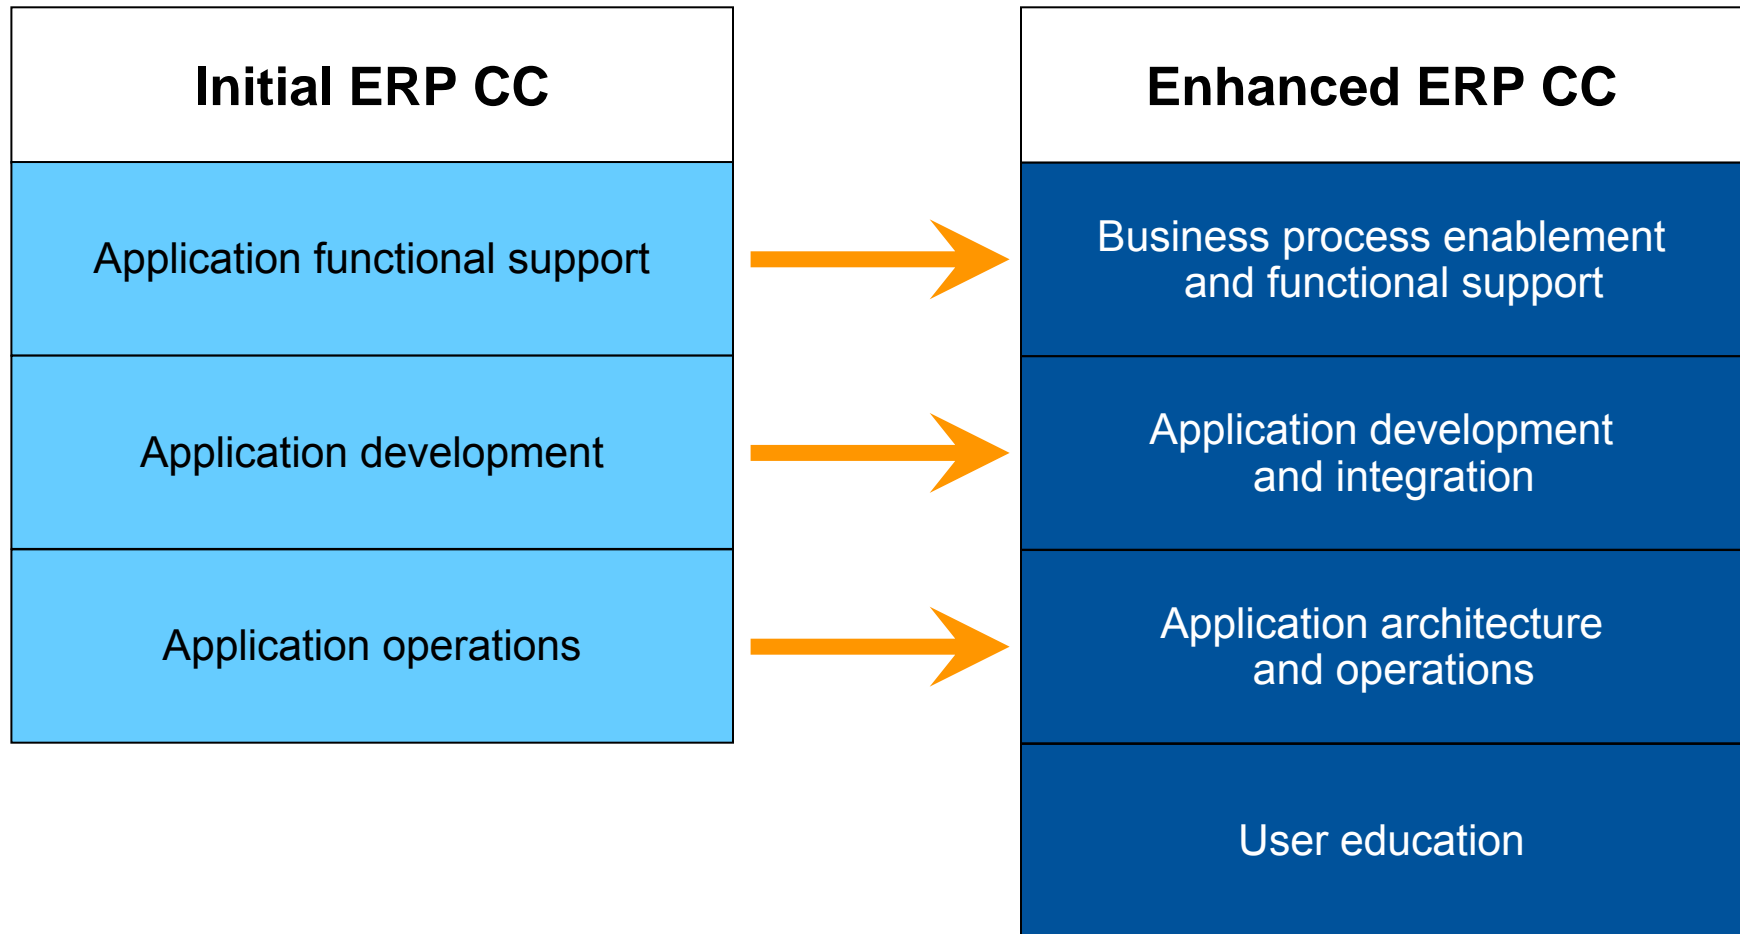 Initial ERP CC
Application functional support
Application development
Application operations
Enhanced ERP CC
Business process enablement
and functional support
Application development
and integration
Application architecture
and operations
User education